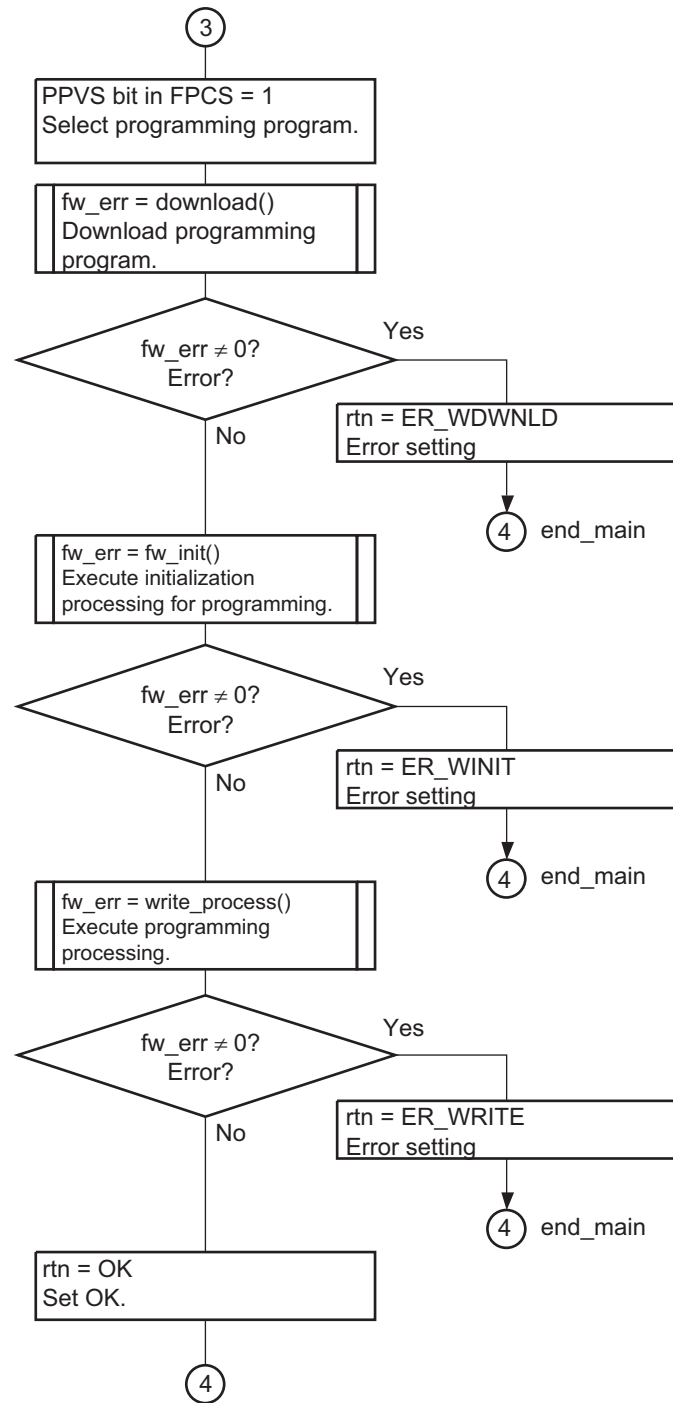 3
PPVS bit in FPCS = 1
Select programming program.
fw_err = download()
Download programming
program.
fw_err ≠ 0?
Error?
Yes
No
rtn = ER_WDWNLD
Error setting
4 end_main
fw_err = fw_init()
Execute initialization
processing for programming.
fw_err ≠ 0?
Error?
Yes
No
rtn = ER_WINIT
Error setting
4 end_main
fw_err = write_process()
Execute programming
processing.
fw_err ≠ 0?
Error?
Yes
No
rtn = ER_WRITE
Error setting
4 end_main
rtn = OK
Set OK.
4